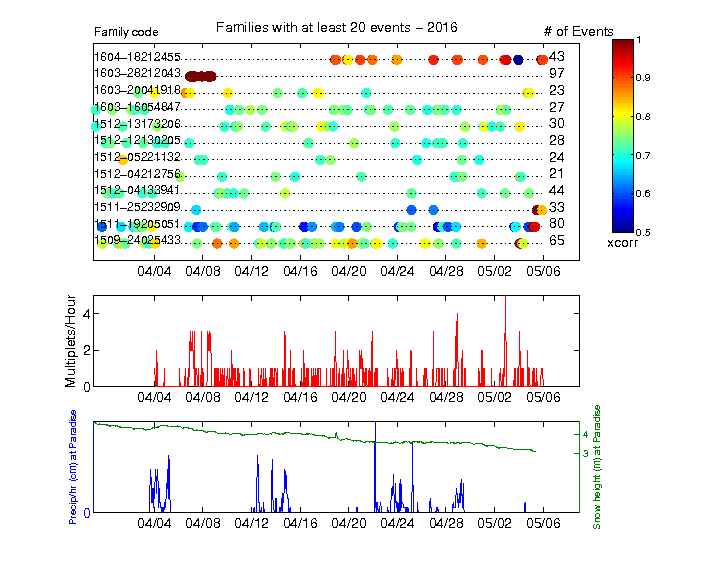 Families with at least 20 events – 2016
Family code
# of Events
1604–18212455 43
1603–28212043 97
1603–20041918 23
1603–16054847 27
1512–13173206 30
1512–12130205 28
1512–05221132 24
1512–04212756 21
1512–04133941 44
1511–25232909 33
1511–19205051 80
1509–24025433 65
04/04 04/08 04/12 04/16 04/20 04/24 04/28 05/02 05/06
1
0.9
0.8
0.7
0.6
0.5
xcorr
Multiplets/Hour
4
2
0
04/04 04/08 04/12 04/16 04/20 04/24 04/28 05/02 05/06
Precip/hr (cm) at Paradise
0
4
3
Snow height (m) at Paradise
04/04 04/08 04/12 04/16 04/20 04/24 04/28 05/02 05/06